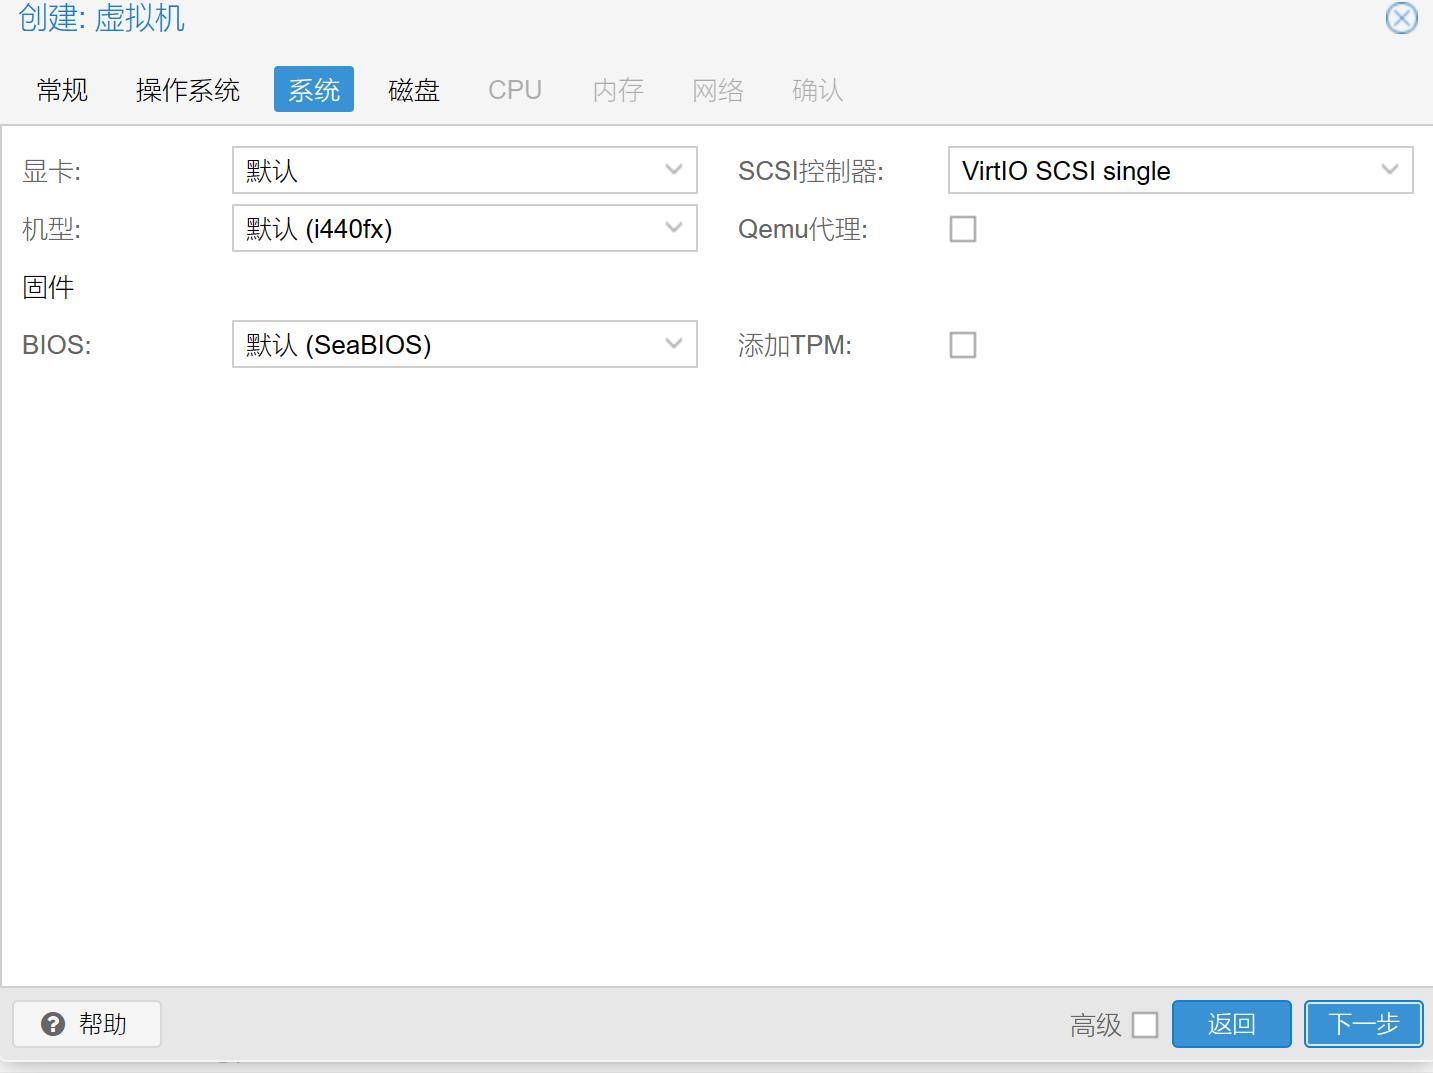 创建: 虚拟机
常规 操作系统 系统 磁盘 CPU 内存 网络 确认
显卡: 默认 SCSI控制器: VirtIO SCSI single
机型: 默认 (i440fx) Qemu代理:
固件
BIOS: 默认 (SeaBIOS) 添加TPM:
帮助 高级 返回 下一步